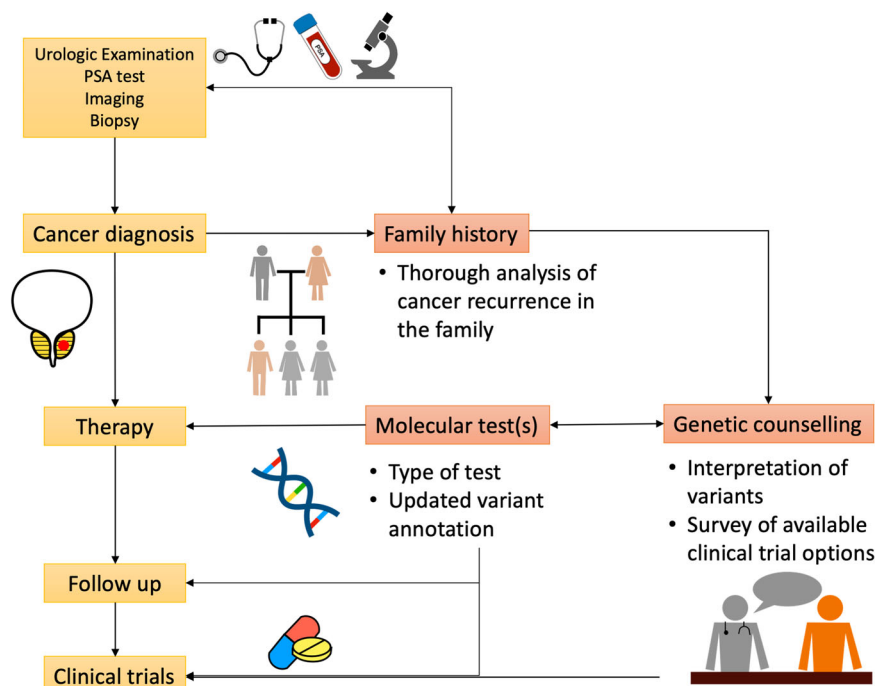 Urologic Examination
PSA test
Imaging
Biopsy
PSA
Cancer diagnosis
Family history
• Thorough analysis of
cancer recurrence in
the family
Therapy
Molecular test(s)
Genetic counselling
• Type of test
• Updated variant
annotation
• Interpretation of
variants
• Survey of available
clinical trial options
Follow up
Clinical trials